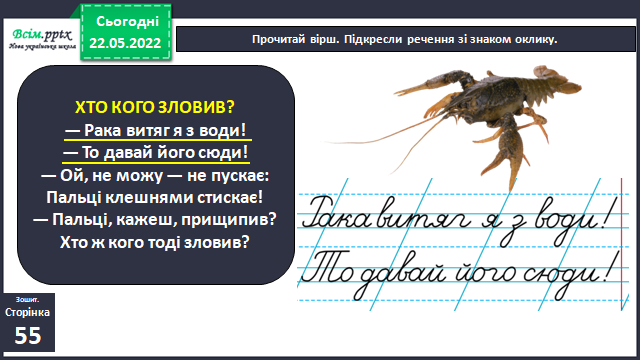 Всім.pptx
Нова українська школа
Сьогодні
22.05.2022
Прочитай вірш. Підкресли речення зі знаком оклику.
ХТО КОГО ЗЛОВИВ?
— Рака витяг я з води!
— То давай його сюди!
— Ой, не можу — не пускає:
Пальці клешнями стискає!
— Пальці, кажеш, прищипив?
Хто ж кого тоді зловив?
Рака витяг я з води!
То давай його сюди!
Зошит.
Сторінка
55